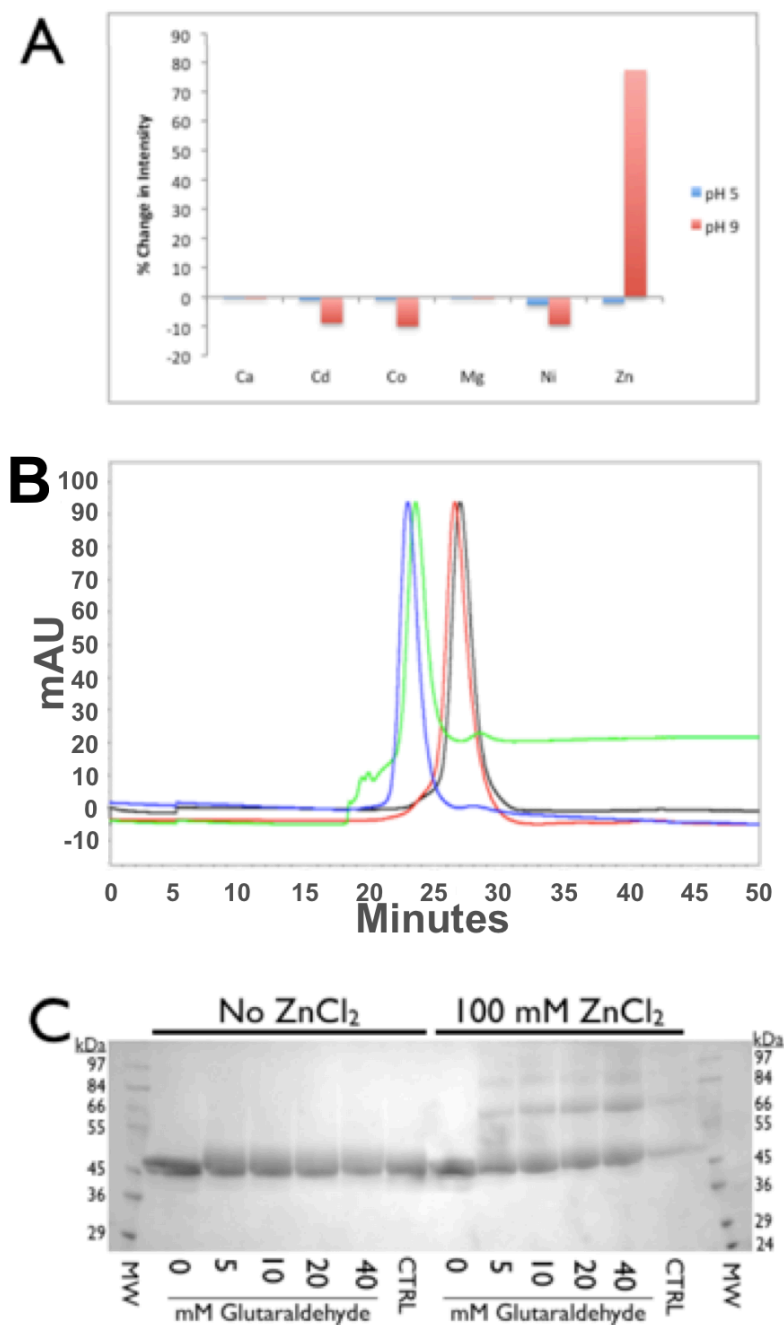 A
90
80
70
60
50
40
30
20
10
0
-10
-20
% Change in Intensity
Ca Cd Co Mg Ni Zn
pH 5
pH 9
B
100
90
80
70
60
50
40
30
20
10
0
-10
mAU
0 5 10 15 20 25 30 35 40 45 50
Minutes
C
No ZnCl₂ 100 mM ZnCl₂
kDa
97
84
66
55
45
36
29
kDa
97
84
66
55
45
36
29
24
MW 0 5 10 20 40 CTRL 0 5 10 20 40 CTRL MW
mM Glutaraldehyde mM Glutaraldehyde